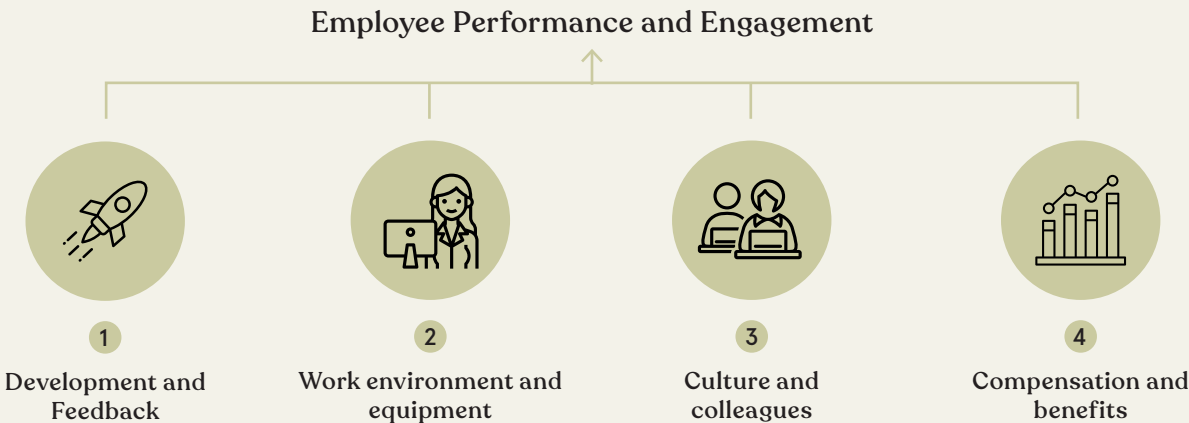 Employee Performance and Engagement
1
Development and
Feedback
2
Work environment and
equipment
3
Culture and
colleagues
4
Compensation and
benefits